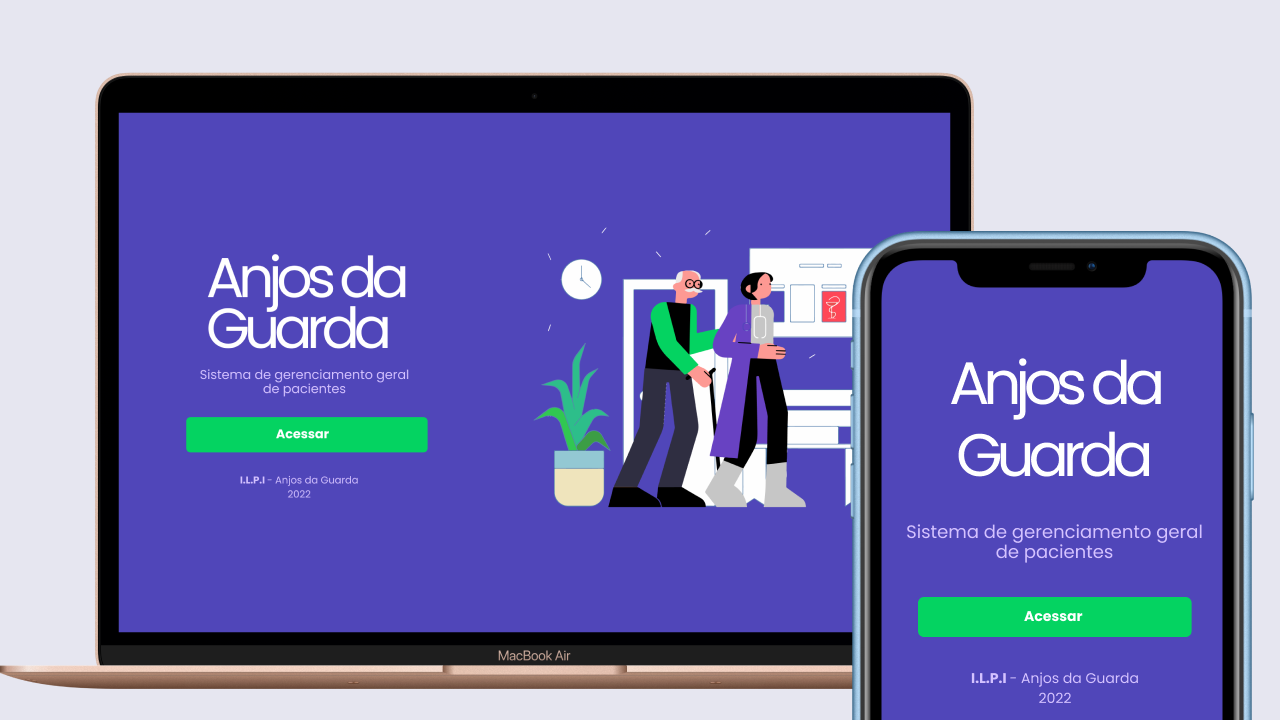 Anjos da
Guarda
Sistema de gerenciamento geral
de pacientes
Acessar
I.L.P.I - Anjos da Guarda
2022
MacBook Air
Anjos da
Guarda
Sistema de gerenciamento geral
de pacientes
Acessar
I.L.P.I - Anjos da Guarda
2022